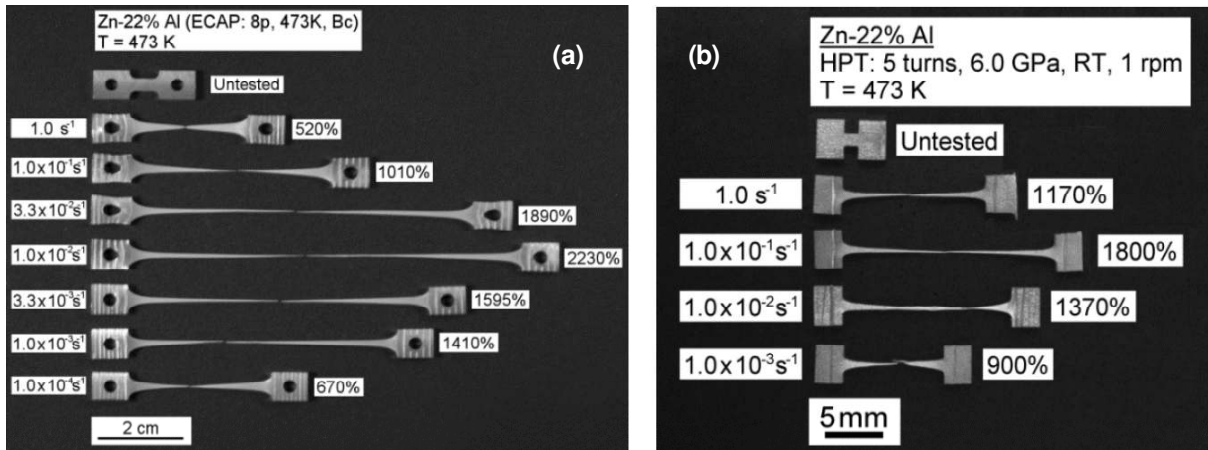 Zn-22% Al (ECAP: 8p, 473K, Bc)
T = 473 K
(a)
Untested
1.0 s⁻¹
520%
1.0x10⁻¹s⁻¹
1010%
3.3x10⁻²s⁻¹
1890%
1.0x10⁻²s⁻¹
2230%
3.3x10⁻³s⁻¹
1595%
1.0x10⁻³s⁻¹
1410%
1.0x10⁻⁴s⁻¹
670%
2 cm
(b)
Zn-22% Al
HPT: 5 turns, 6.0 GPa, RT, 1 rpm
T = 473 K
Untested
1.0 s⁻¹
1170%
1.0x10⁻¹s⁻¹
1800%
1.0x10⁻²s⁻¹
1370%
1.0x10⁻³s⁻¹
900%
5 mm